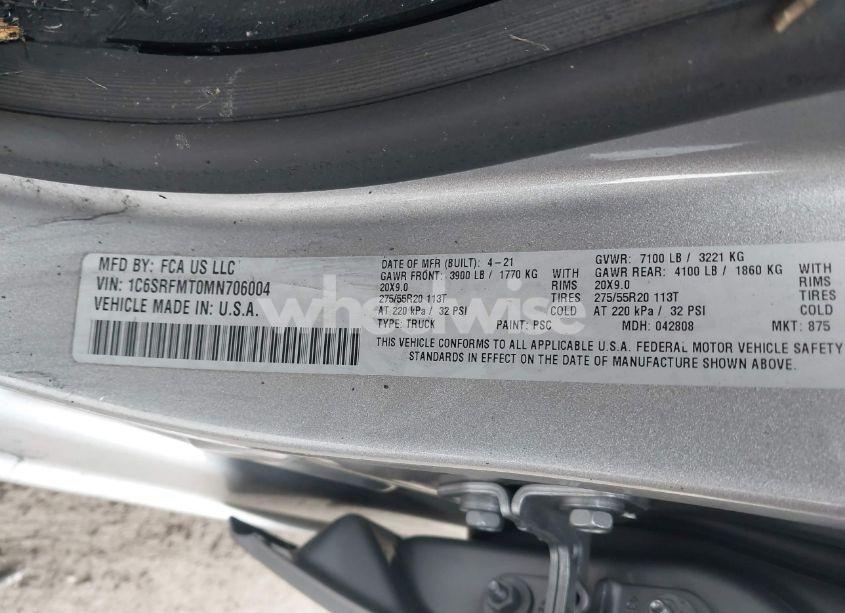 MFD BY: FCA US LLC
VIN: 1C6SRFMT0MN706004
VEHICLE MADE IN U.S.A.
DATE OF MFR (BUILT): 4-21 GVWR: 7100 LB / 3221 KG
GAWR FRONT: 3900 LB / 1770 KG GAWR REAR: 4100 LB / 1860 KG
20X9.0 RIMS 20X9.0 RIMS
275/55R20 113T TIRES 275/55R20 113T TIRES
AT 220 kPa / 32 PSI COLD AT 220 kPa / 32 PSI COLD
TYPE: TRUCK PAINT: PSC MDH: 042808 MKT: 875
THIS VEHICLE CONFORMS TO ALL APPLICABLE U.S.A. FEDERAL MOTOR VEHICLE SAFETY
STANDARDS IN EFFECT ON THE DATE OF MANUFACTURE SHOWN ABOVE.
wheelwise